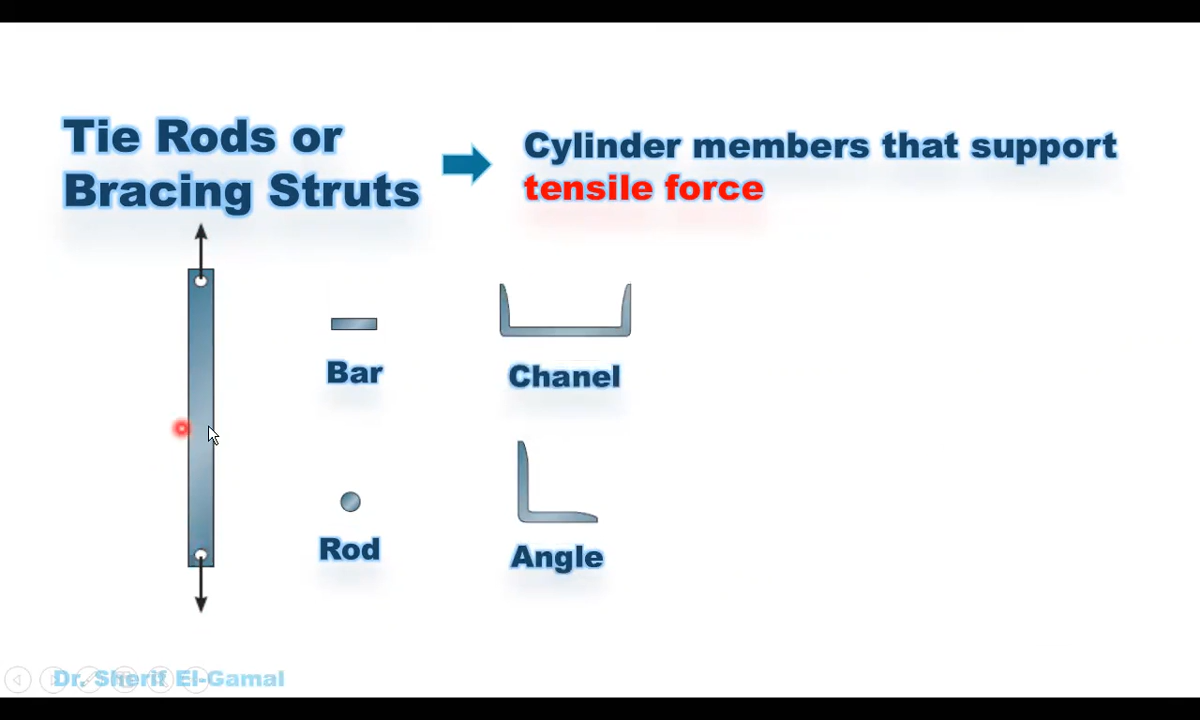 Tie Rods or
Bracing Struts
Cylinder members that support
tensile force
Bar
Chanel
Rod
Angle
Dr. Sherif El-Gamal